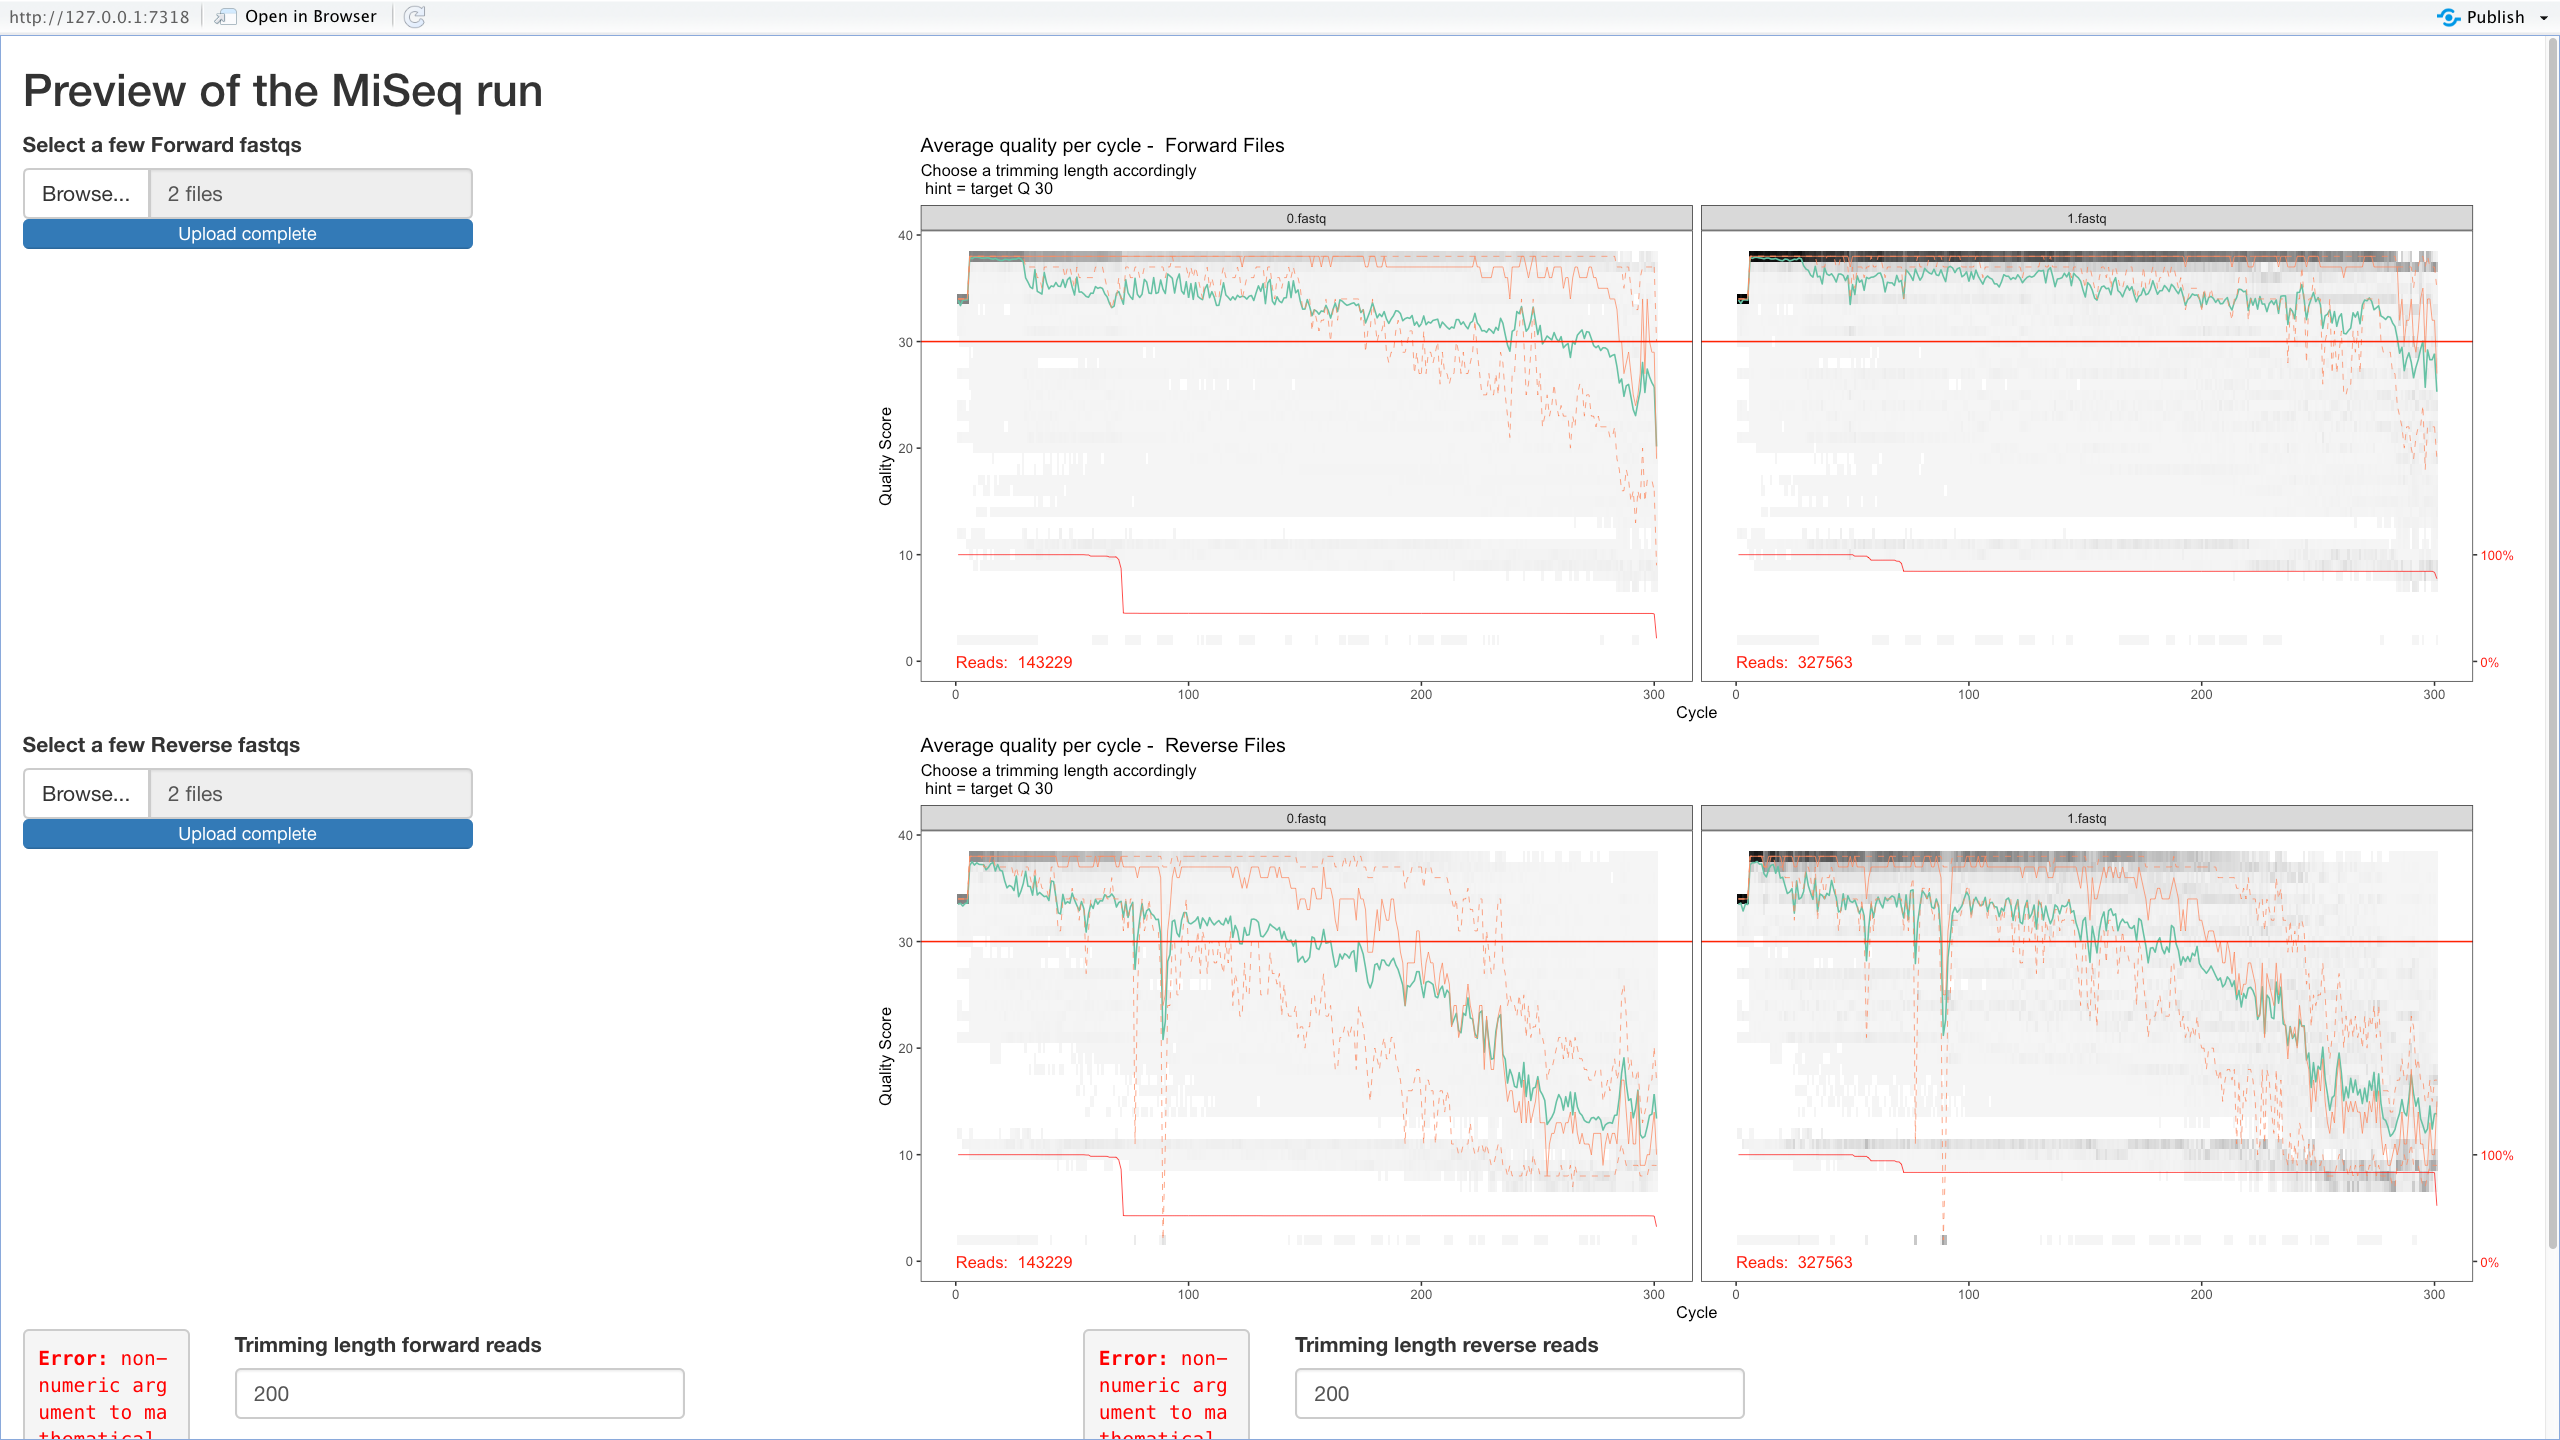 http://127.0.0.1:7318
Open in Browser
Publish
Preview of the MiSeq run
Select a few Forward fastqs
Browse...
2 files
Upload complete
Average quality per cycle -  Forward Files
Choose a trimming length accordingly
hint = target Q 30
0.fastq
1.fastq
Quality Score
40
30
20
10
0
100%
0%
Reads:  143229
Reads:  327563
0 100 200 300
0 100 200 300
Cycle
Select a few Reverse fastqs
Browse...
2 files
Upload complete
Average quality per cycle -  Reverse Files
Choose a trimming length accordingly
hint = target Q 30
0.fastq
1.fastq
Quality Score
40
30
20
10
0
100%
0%
Reads:  143229
Reads:  327563
0 100 200 300
0 100 200 300
Cycle
Error: non-
numeric arg
ument to ma
thematical
Trimming length forward reads
200
Error: non-
numeric arg
ument to ma
thematical
Trimming length reverse reads
200